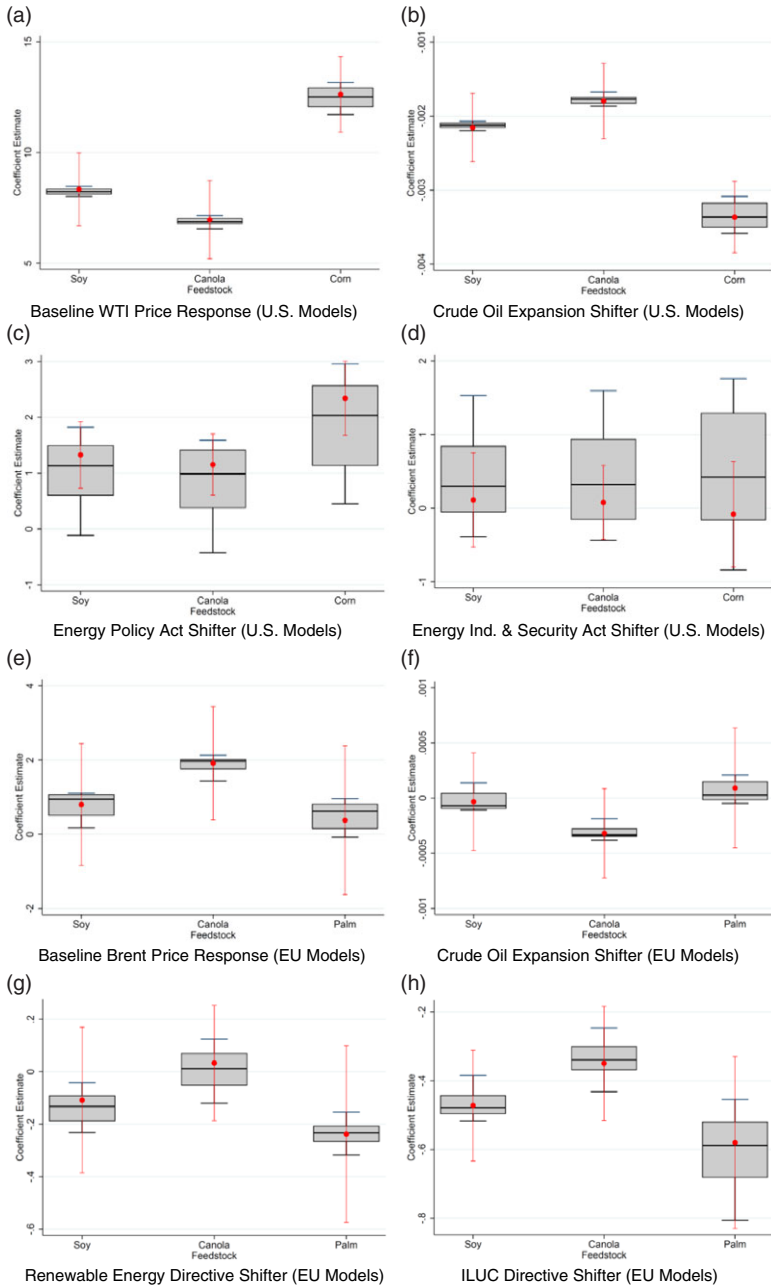 (a)
15
10
5
Coefficient Estimate
Soy Canola Corn
Feedstock
Baseline WTI Price Response (U.S. Models)
(b)
-.001
-.002
-.003
-.004
Coefficient Estimate
Soy Canola Corn
Feedstock
Crude Oil Expansion Shifter (U.S. Models)
(c)
3
2
1
0
-1
Coefficient Estimate
Soy Canola Corn
Feedstock
Energy Policy Act Shifter (U.S. Models)
(d)
2
1
0
-1
Coefficient Estimate
Soy Canola Corn
Feedstock
Energy Ind. & Security Act Shifter (U.S. Models)
(e)
4
2
0
-2
Coefficient Estimate
Soy Canola Palm
Feedstock
Baseline Brent Price Response (EU Models)
(f)
.001
.0005
0
-.0005
-.001
Coefficient Estimate
Soy Canola Palm
Feedstock
Crude Oil Expansion Shifter (EU Models)
(g)
.2
0
-.2
-.4
-.6
Coefficient Estimate
Soy Canola Palm
Feedstock
Renewable Energy Directive Shifter (EU Models)
(h)
-.2
-.4
-.6
-.8
Coefficient Estimate
Soy Canola Palm
Feedstock
ILUC Directive Shifter (EU Models)